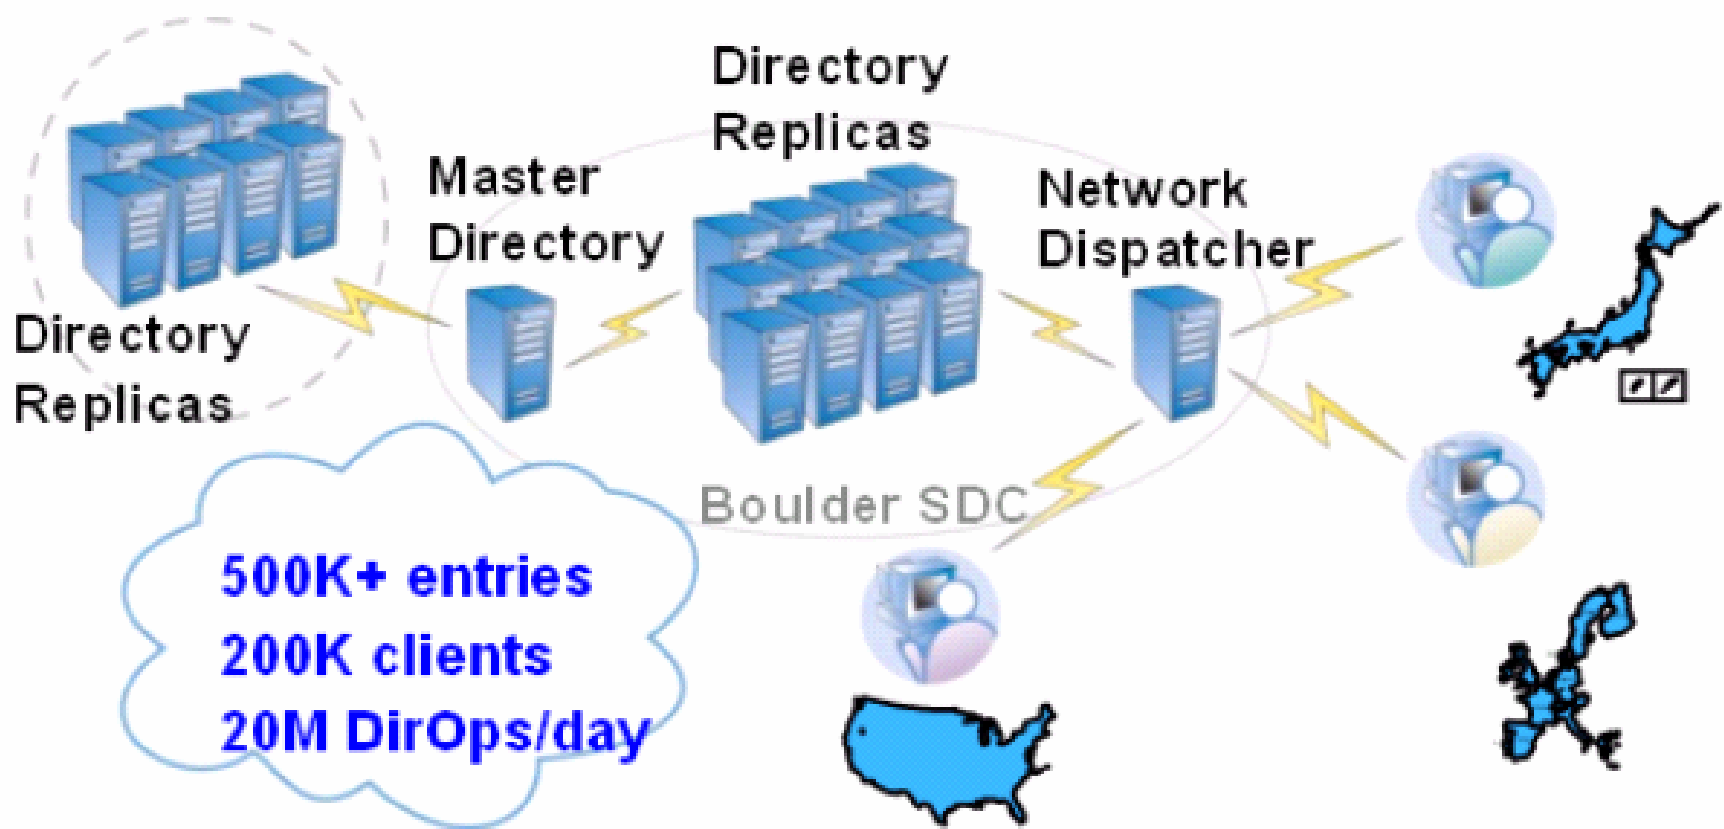 Directory
Replicas
Master
Directory
Directory
Replicas
Network
Dispatcher
Boulder SDC
500K+ entries
200K clients
20M DirOps/day